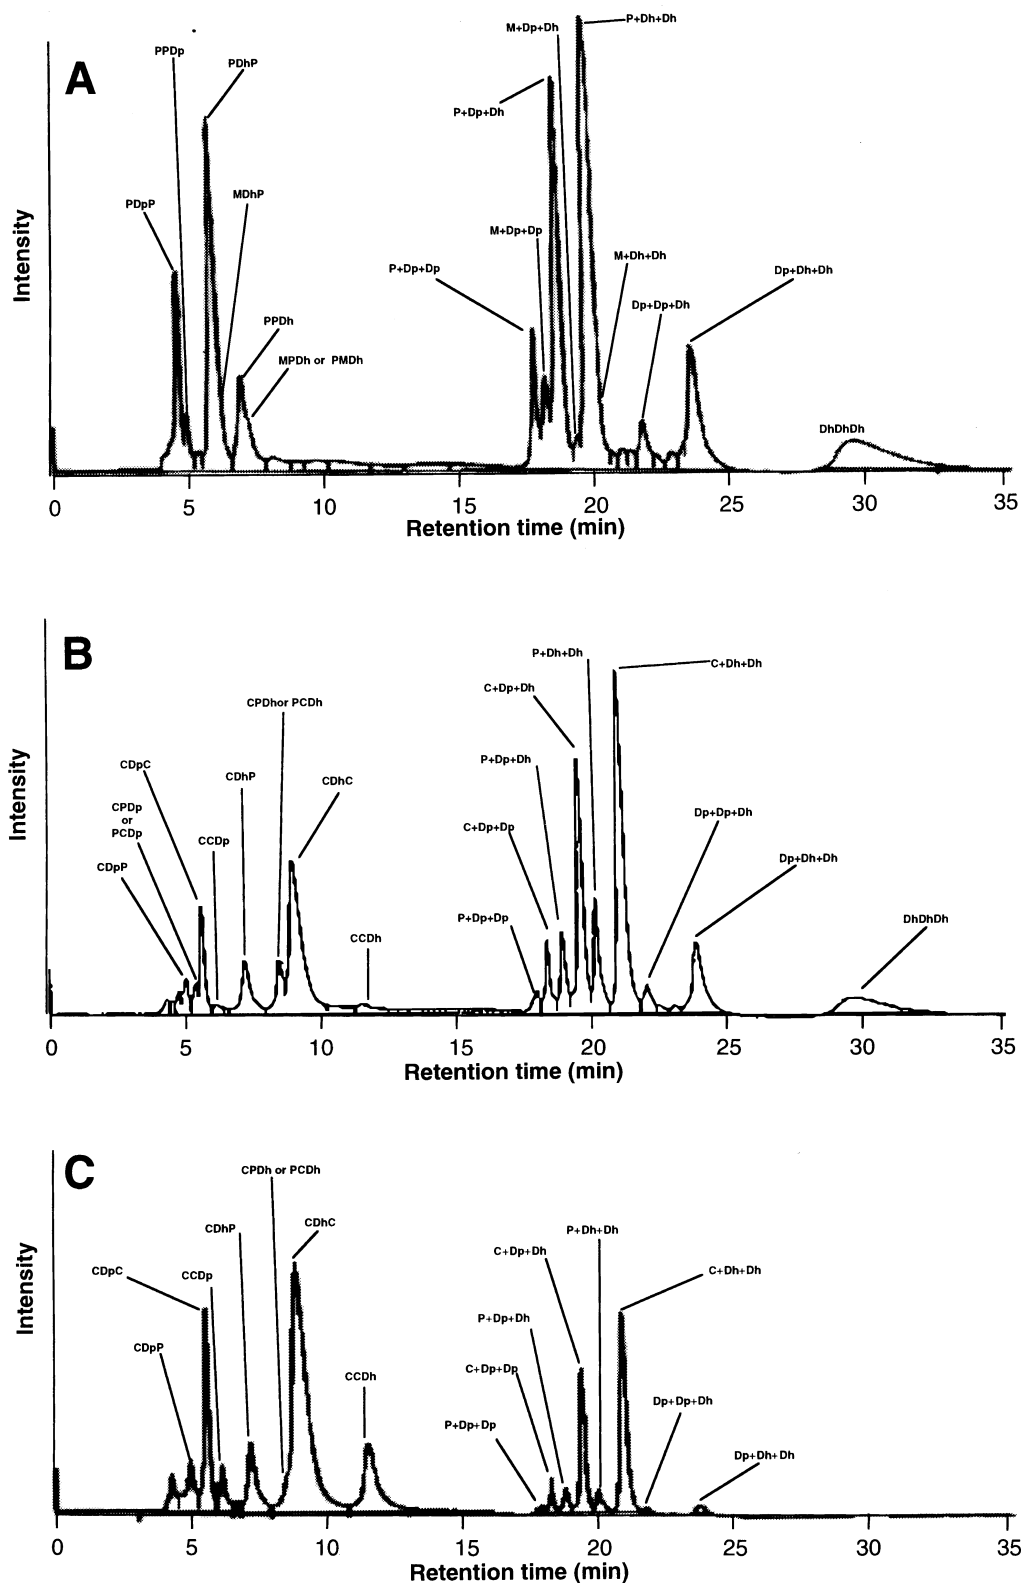 A
PPDp
PDhP
PDpP
MDhP
PPDh
MPDh or PMDh
M+Dp+Dh
P+Dh+Dh
P+Dp+Dh
M+Dp+Dp
P+Dp+Dp
M+Dh+Dh
Dp+Dp+Dh
Dp+Dh+Dh
DhDhDh
Intensity
0 5 10 15 20 25 30 35
Retention time (min)
B
CPDhor PCDh
CDpC
CDhP
CDhC
CPDp
or
PCDp
CCDp
CDpP
CCDh
P+Dh+Dh
C+Dh+Dh
C+Dp+Dh
P+Dp+Dh
C+Dp+Dp
P+Dp+Dp
Dp+Dp+Dh
Dp+Dh+Dh
DhDhDh
Intensity
0 5 10 15 20 25 30 35
Retention time (min)
C
CPDh or PCDh
CDhP
CDhC
CDpC
CCDp
CDpP
CCDh
P+Dh+Dh
C+Dp+Dh
C+Dh+Dh
P+Dp+Dh
C+Dp+Dp
P+Dp+Dp
Dp+Dp+Dh
Dp+Dh+Dh
Intensity
0 5 10 15 20 25 30 35
Retention time (min)